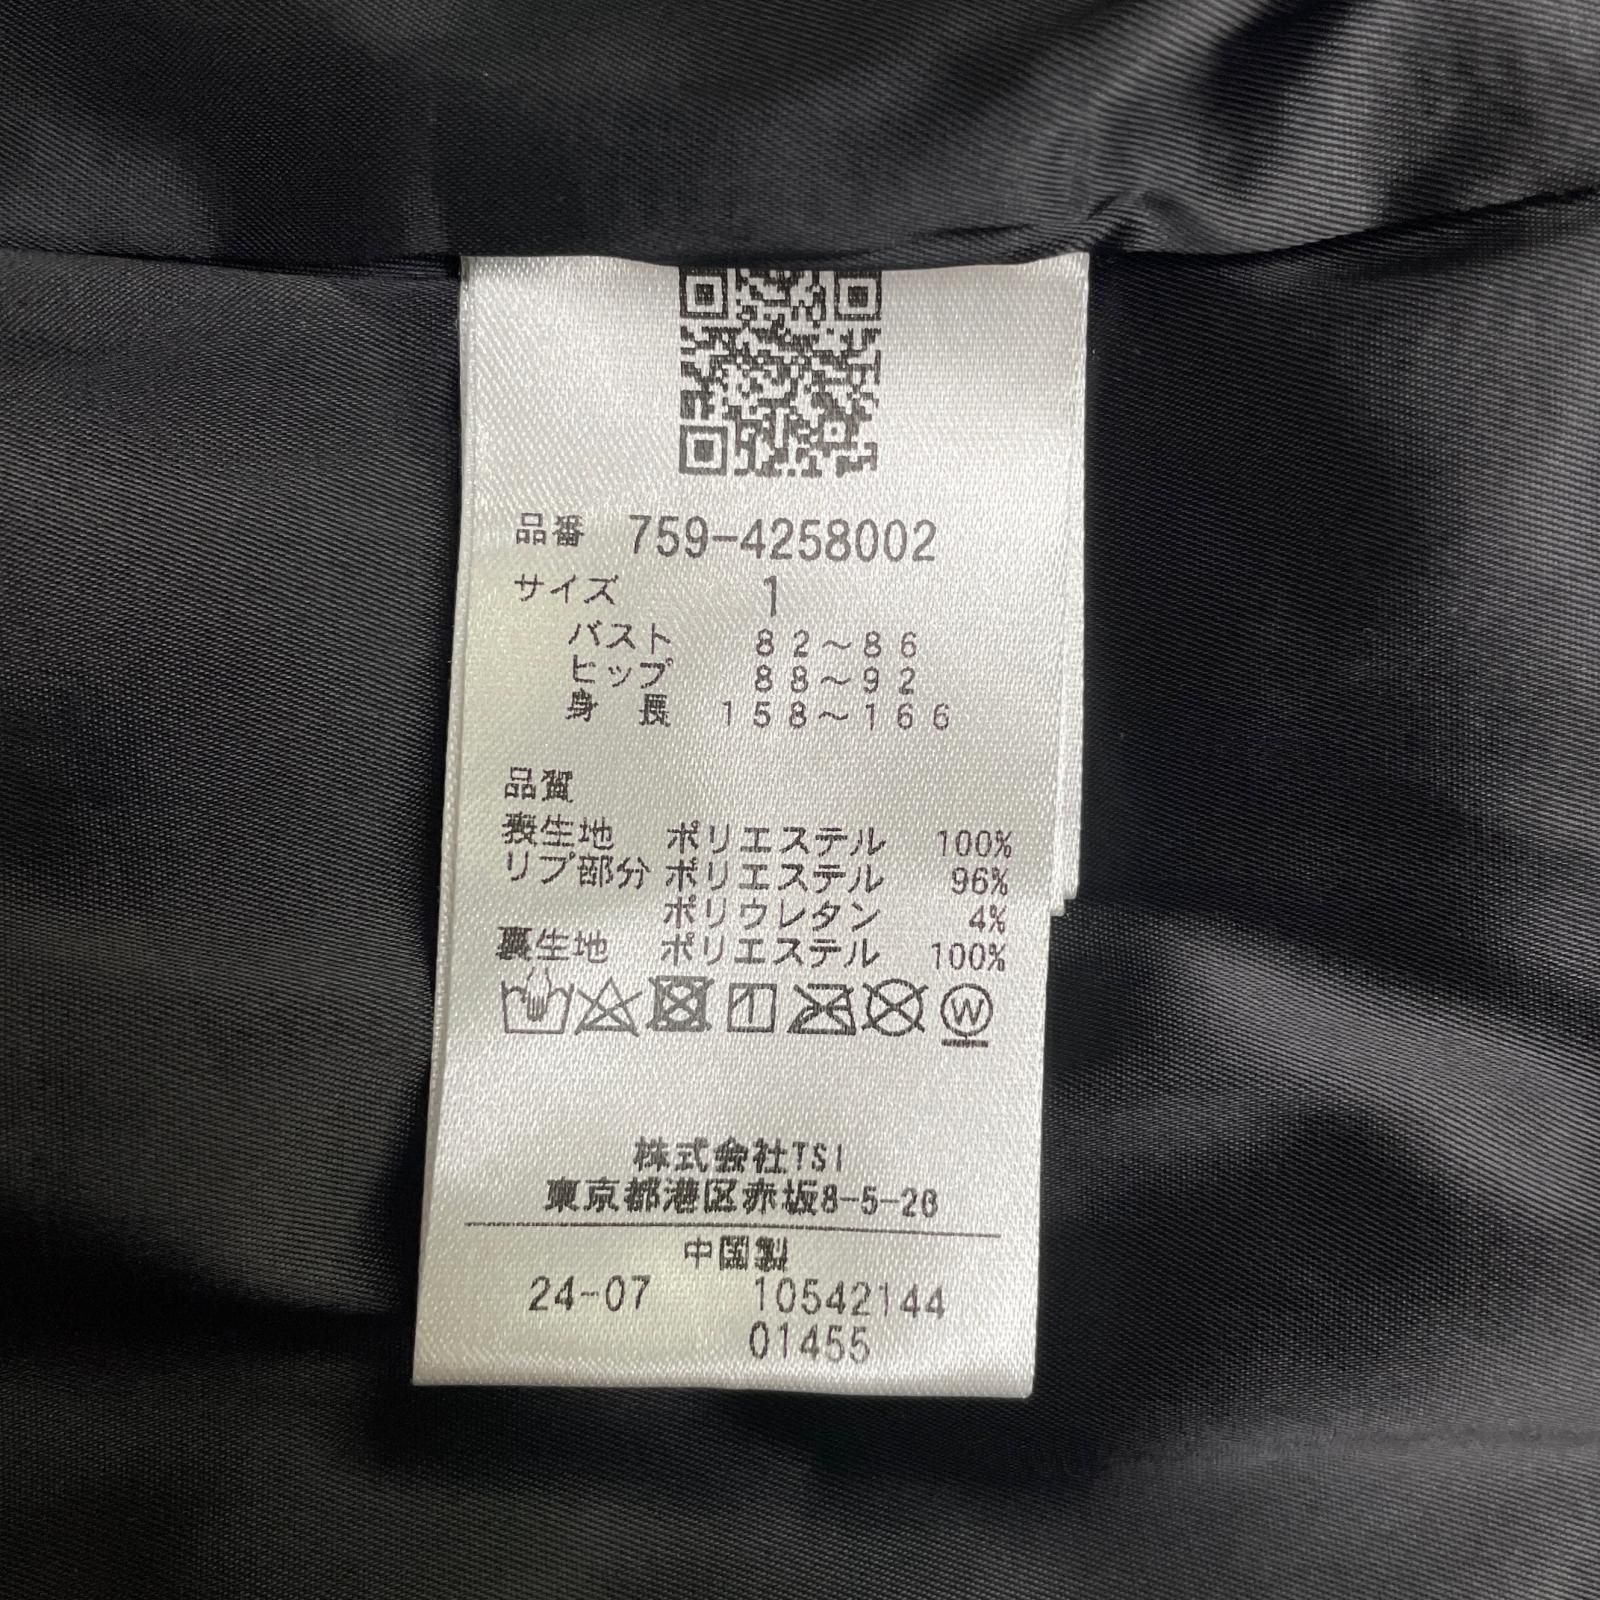 品番 759-4258002
サイズ 1
バスト 82～86
ヒップ 88～92
身長 158～166
品質
表生地 ポリエステル 100%
リブ部分 ポリエステル 96%
ポリウレタン 4%
裏生地 ポリエステル 100%
1 W
株式会社TSI
東京都港区赤坂8-5-28
中国製
24-07 10542144
01455